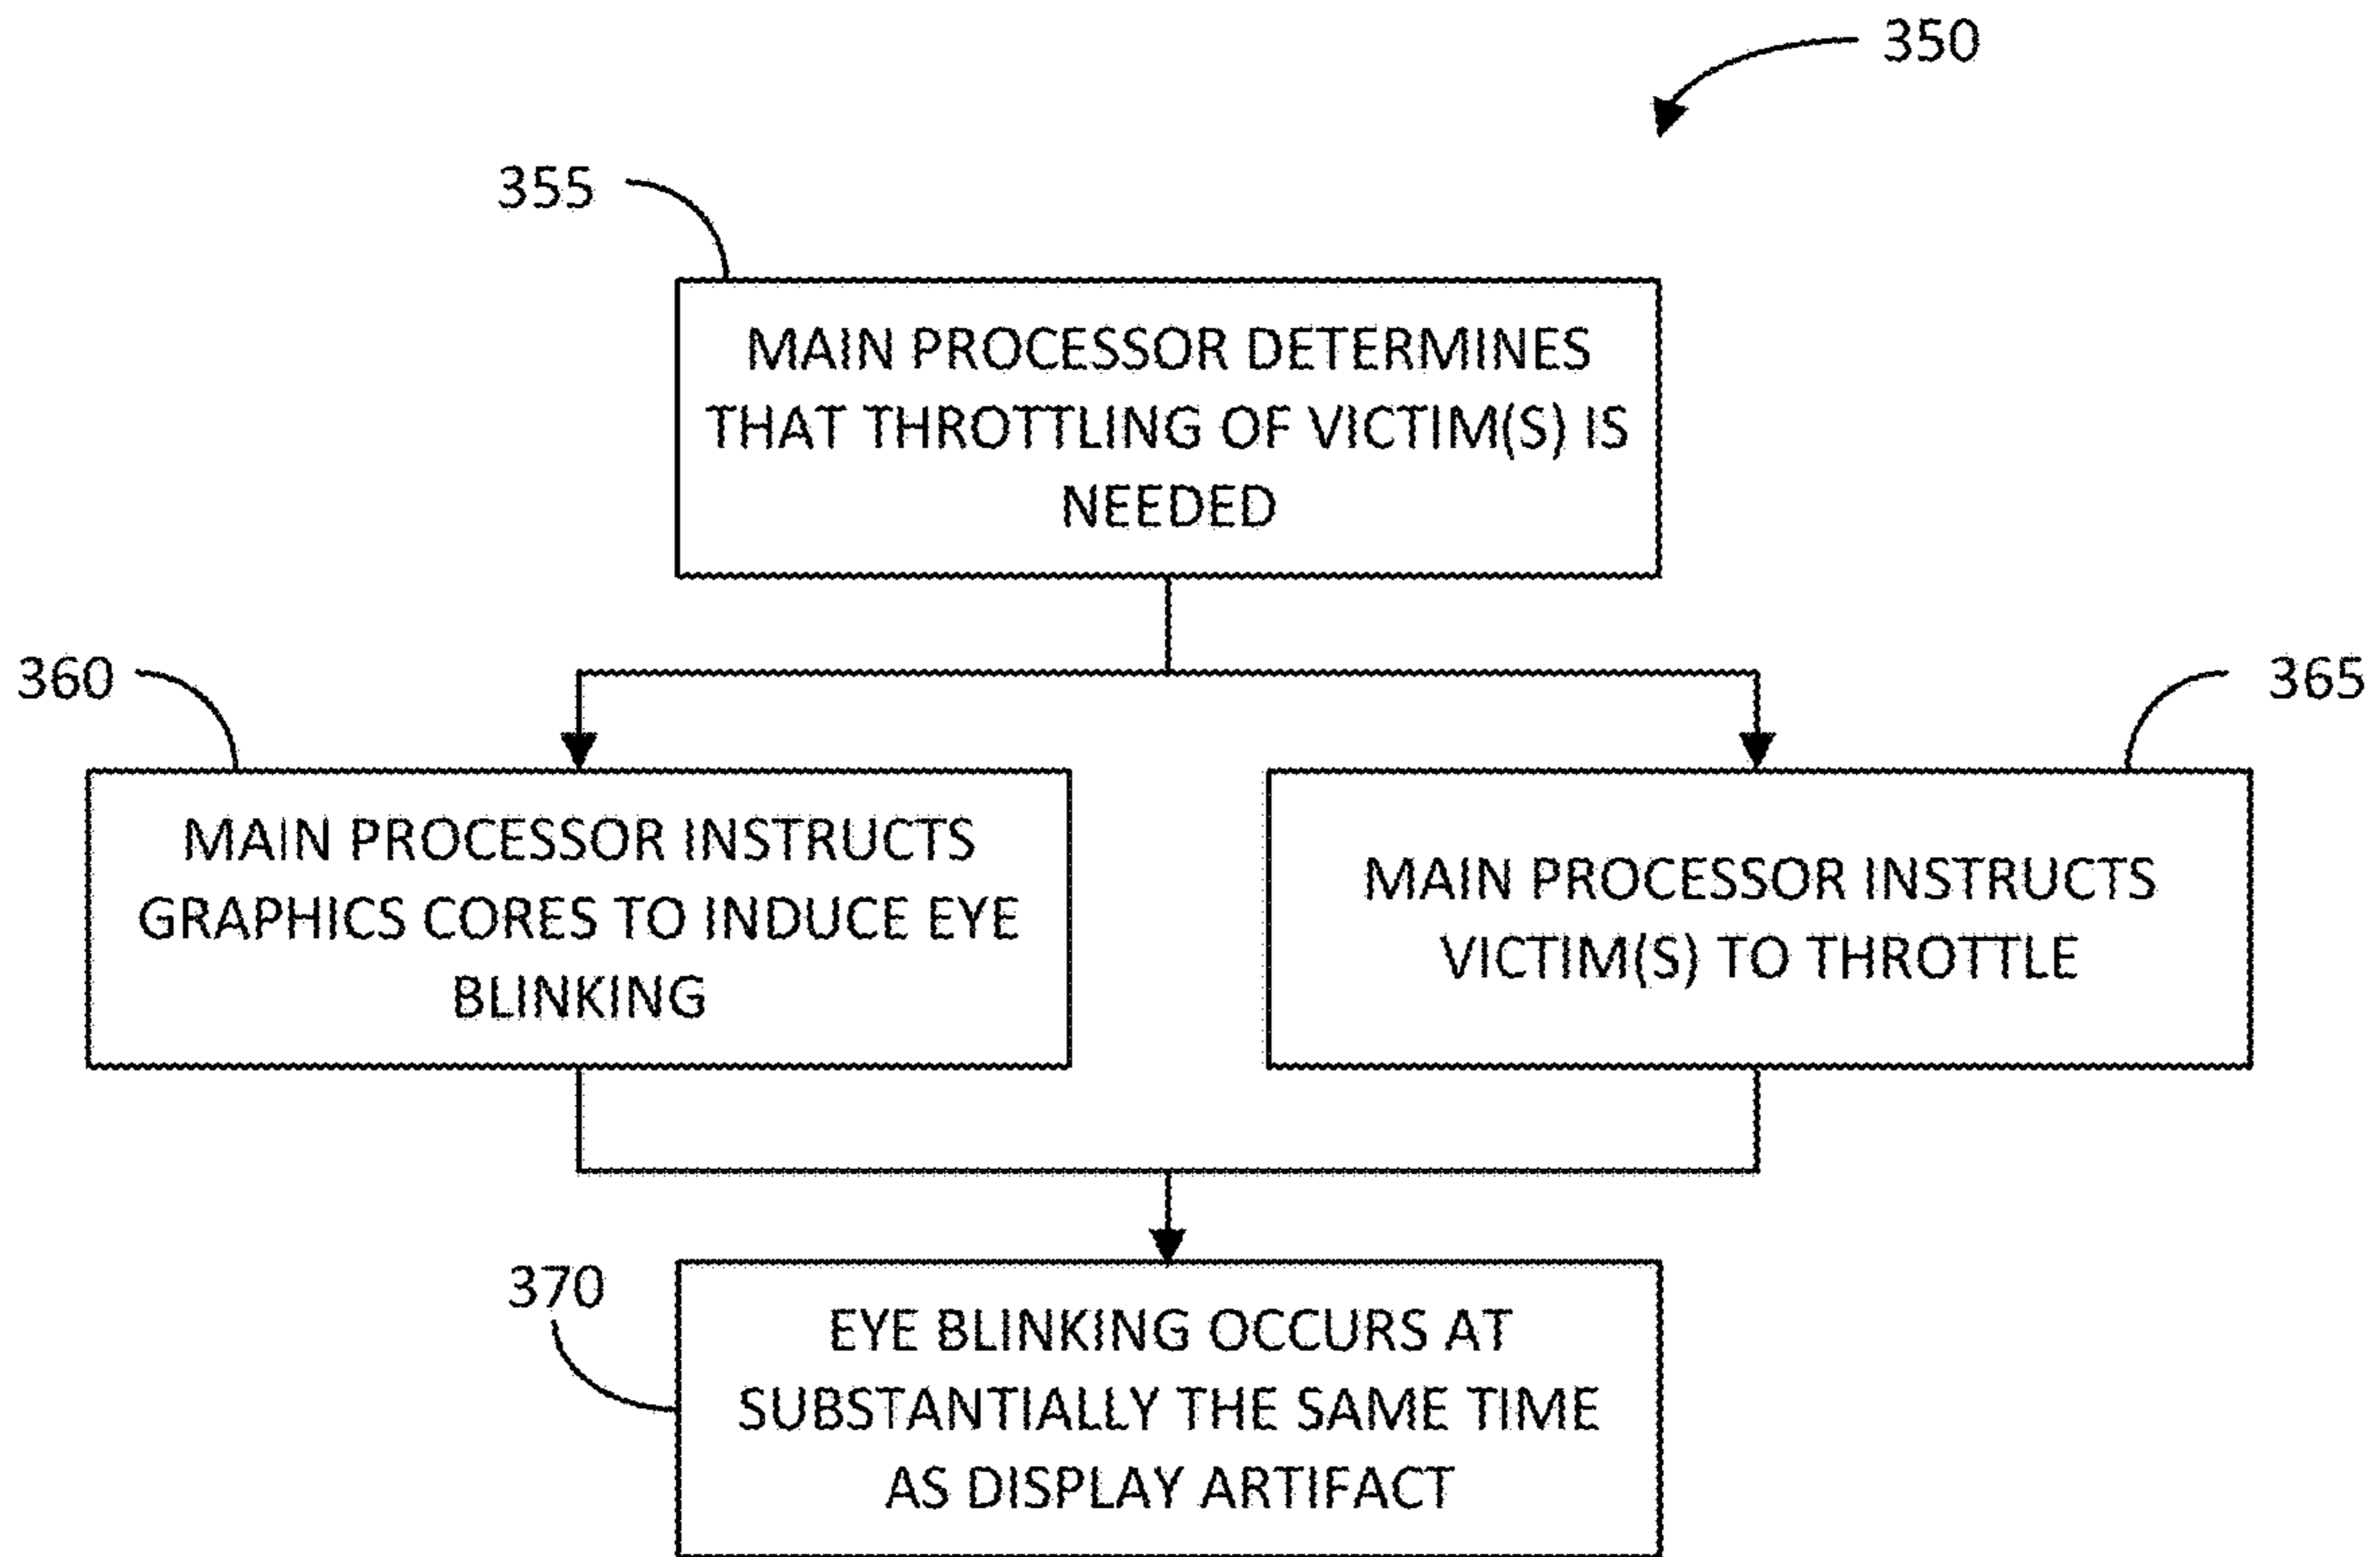 350
355
MAIN PROCESSOR DETERMINES
THAT THROTTLING OF VICTIM(S) IS
NEEDED
360
365
MAIN PROCESSOR INSTRUCTS
GRAPHICS CORES TO INDUCE EYE
BLINKING
MAIN PROCESSOR INSTRUCTS
VICTIM(S) TO THROTTLE
370
EYE BLINKING OCCURS AT
SUBSTANTIALLY THE SAME TIME
AS DISPLAY ARTIFACT